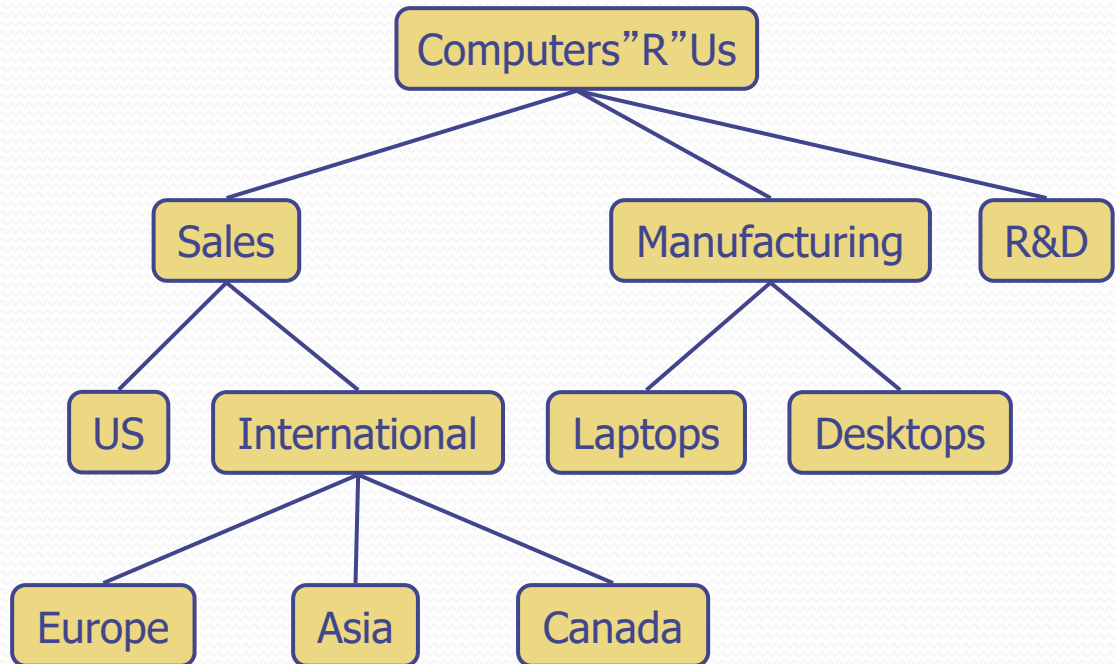 Computers”R”Us
Sales
Manufacturing
R&D
US
International
Laptops
Desktops
Europe
Asia
Canada